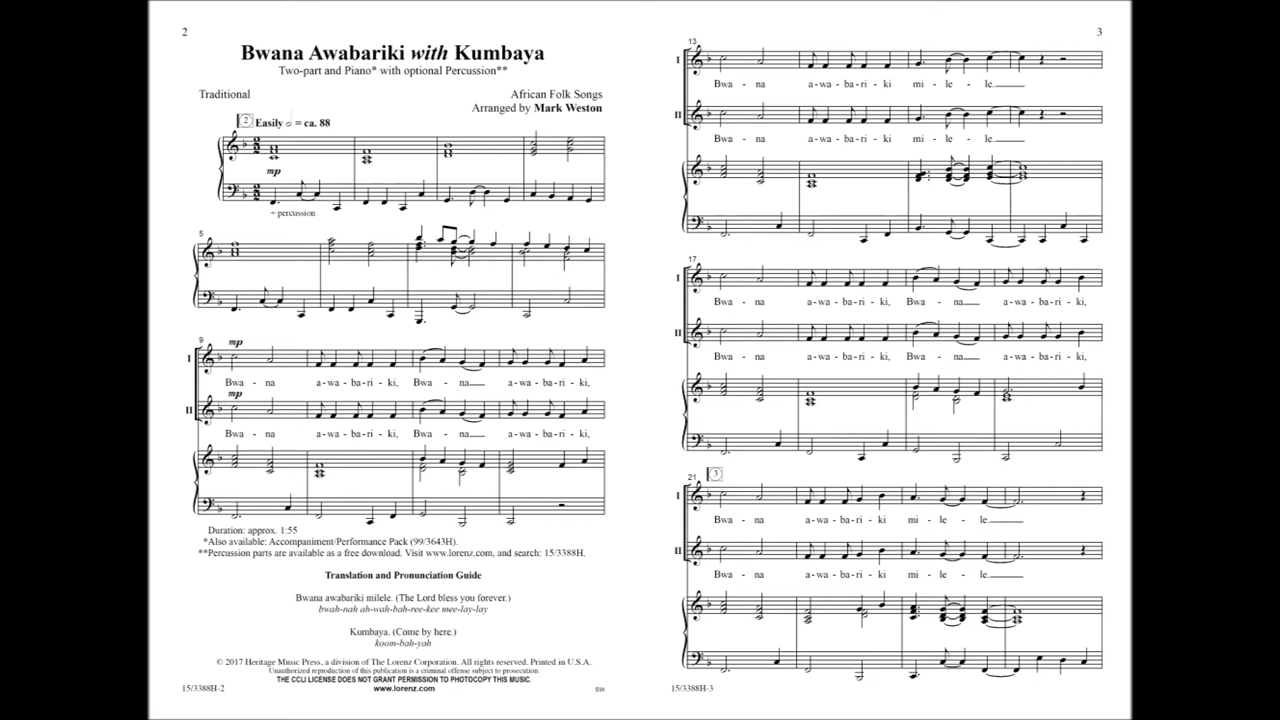 2
Bwana Awabariki with Kumbaya
Two-part and Piano* with optional Percussion**
Traditional
African Folk Songs
Arranged by Mark Weston
2 Easily = ca. 88
mp
+ percussion
5
9
mp
I
Bwa - na a - wa - ba - ri - ki, Bwa - na a - wa - ba - ri - ki,
mp
II
Bwa - na a - wa - ba - ri - ki, Bwa - na a - wa - ba - ri - ki,
Duration: approx. 1:55
*Also available: Accompaniment/Performance Pack (99/3643H).
**Percussion parts are available as a free download. Visit www.lorenz.com, and search: 15/3388H.
Translation and Pronunciation Guide
Bwana awabariki milele. (The Lord bless you forever.)
bwah-nah ah-wah-bah-ree-kee mee-lay-lay
Kumbaya. (Come by here.)
koom-bah-yah
© 2017 Heritage Music Press, a division of The Lorenz Corporation. All rights reserved. Printed in U.S.A.
Unauthorized reproduction of this publication is a criminal offense subject to prosecution.
THE CCLI LICENSE DOES NOT GRANT PERMISSION TO PHOTOCOPY THIS MUSIC.
www.lorenz.com
15/3388H-2
SW
3
13
I
Bwa - na a - wa - ba - ri - ki mi - le - le.
II
Bwa - na a - wa - ba - ri - ki mi - le - le.
17
I
Bwa - na a - wa - ba - ri - ki, Bwa - na a - wa - ba - ri - ki,
II
Bwa - na a - wa - ba - ri - ki, Bwa - na a - wa - ba - ri - ki,
21
3
I
Bwa - na a - wa - ba - ri - ki mi - le - le.
II
Bwa - na a - wa - ba - ri - ki mi - le - le.
15/3388H-3